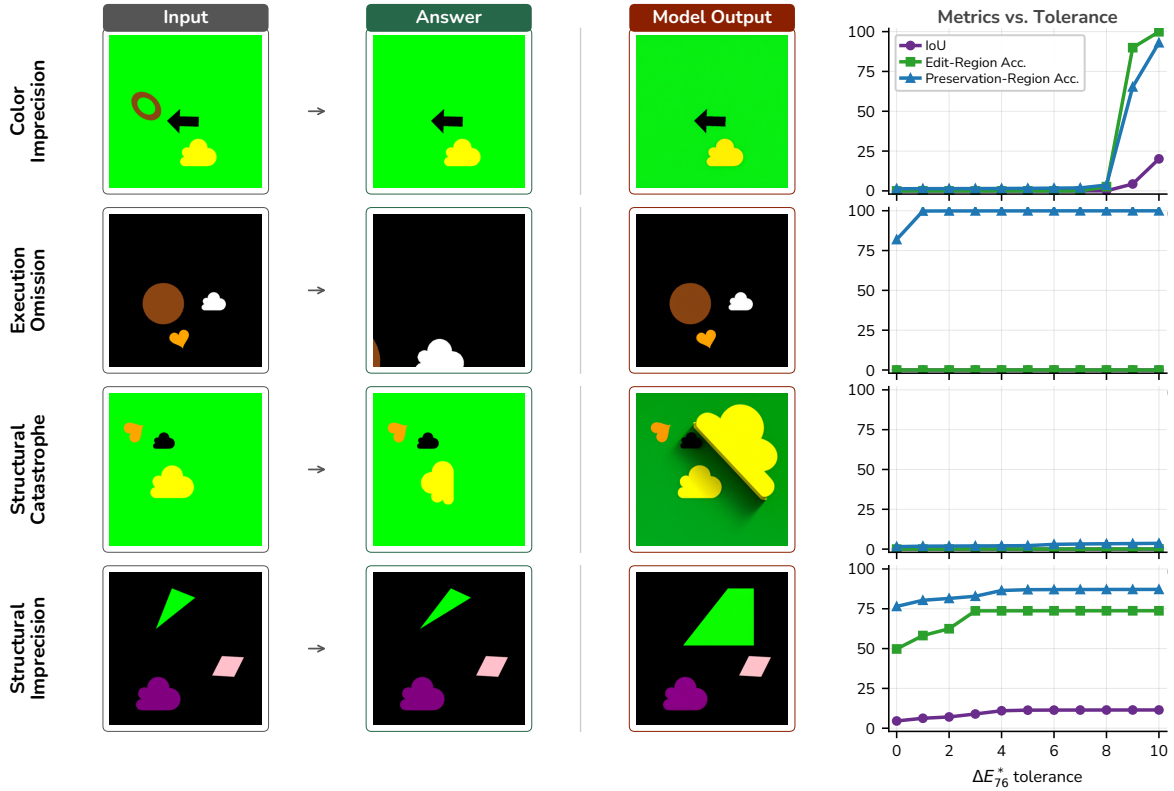 Input
Answer
Model Output
Metrics vs. Tolerance
Color
Imprecision
100
75
50
25
0
IoU
Edit-Region Acc.
Preservation-Region Acc.
Execution
Omission
100
75
50
25
0
Structural
Catastrophe
100
75
50
25
0
Structural
Imprecision
100
75
50
25
0
0 2 4 6 8 10
ΔE*76 tolerance